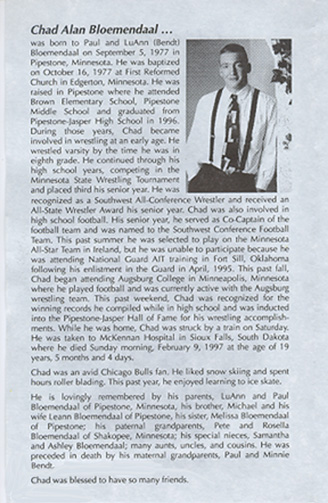 Chad Alan Bloemendaal ...
was born to Paul and LuAnn (Bendt)
Bloemendaal on September 5, 1977 in
Pipestone, Minnesota. He was baptized
on October 16, 1977 at First Reformed
Church in Edgerton, Minnesota. He was
raised in Pipestone where he attended
Brown Elementary School, Pipestone
Middle School and graduated from
Pipestone-Jasper High School in 1996.
During those years, Chad became
involved in wrestling at an early age. He
wrestled varsity by the time he was in
eighth grade. He continued through his
high school years, competing in the
Minnesota State Wrestling Tournament
and placed third his senior year. He was
recognized as a Southwest All-Conference Wrestler and received an
All-State Wrestler Award his senior year. Chad was also involved in
high school football. His senior year, he served as Co-Captain of the
football team and was named to the Southwest Conference Football
Team. This past summer he was selected to play on the Minnesota
All-Star Team in Ireland, but he was unable to participate because he
was attending National Guard AIT training in Fort Sill, Oklahoma
following his enlistment in the Guard in April, 1995. This past fall,
Chad began attending Augsburg College in Minneapolis, Minnesota
where he played football and was currently active with the Augsburg
wrestling team. This past weekend, Chad was recognized for the
winning records he compiled while in high school and was inducted
into the Pipestone-Jasper Hall of Fame for his wrestling accomplish-
ments. While he was home, Chad was struck by a train on Saturday.
He was taken to McKennan Hospital in Sioux Falls, South Dakota
where he died Sunday morning, February 9, 1997 at the age of 19
years, 5 months and 4 days.
Chad was an avid Chicago Bulls fan. He liked snow skiing and spent
hours roller blading. This past year, he enjoyed learning to ice skate.
He is lovingly remembered by his parents, LuAnn and Paul
Bloemendaal of Pipestone, Minnesota, his brother, Michael and his
wife Leann Bloemendaal of Pipestone, his sister, Melissa Bloemendaal
of Pipestone; his paternal grandparents, Pete and Rosella
Bloemendaal of Shakopee, Minnesota; his special nieces, Samantha
and Ashley Bloemendaal; many aunts, uncles, and cousins. He was
preceded in death by his maternal grandparents, Paul and Minnie
Bendt.
Chad was blessed to have so many friends.